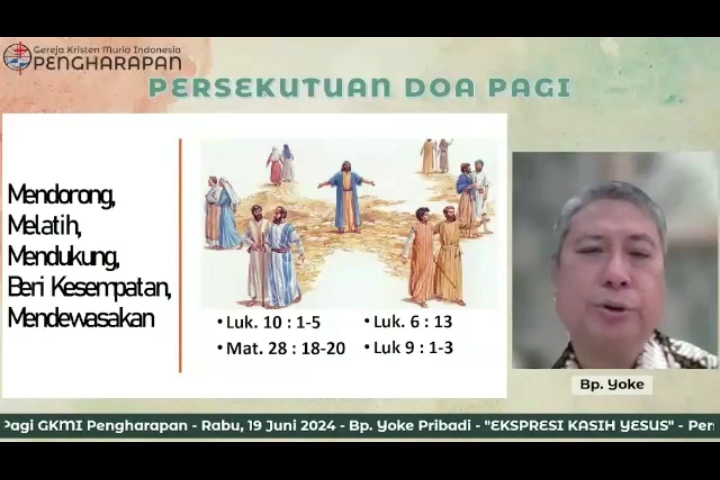 Gereja Kristen Muria Indonesia
PENGHARAPAN
PERSEKUTUAN DOA PAGI
Mendorong,
Melatih,
Mendukung,
Beri Kesempatan,
Mendewasakan
• Luk. 10 : 1-5
• Luk. 6 : 13
• Mat. 28 : 18-20
• Luk 9 : 1-3
Bp. Yoke
Pagi GKMI Pengharapan - Rabu, 19 Juni 2024 - Bp. Yoke Pribadi - "EKSPRESI KASIH YESUS" - Per